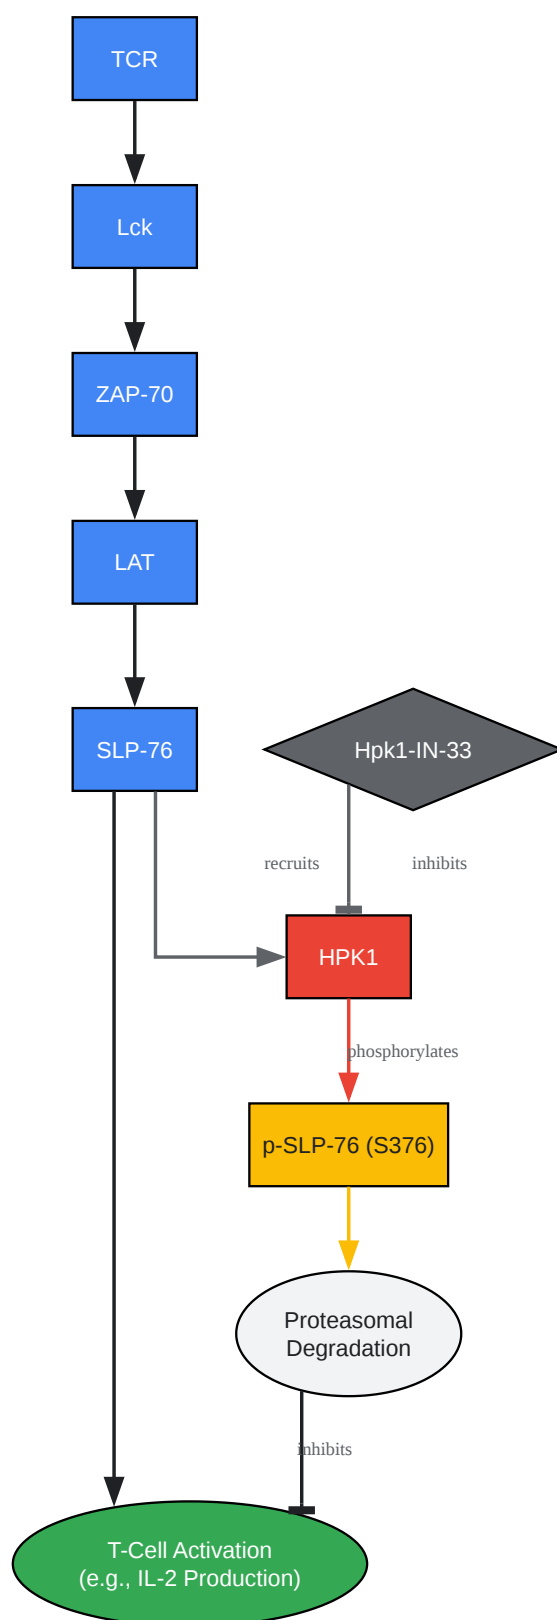 TCR
Lck
ZAP-70
LAT
SLP-76
Hpk1-IN-33
recruits
inhibits
HPK1
phosphorylates
p-SLP-76 (S376)
Proteasomal
Degradation
inhibits
T-Cell Activation
(e.g., IL-2 Production)